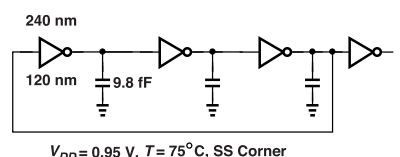 240 nm
120 nm
9.8 fF
V_DD = 0.95 V, T = 75°C, SS Corner